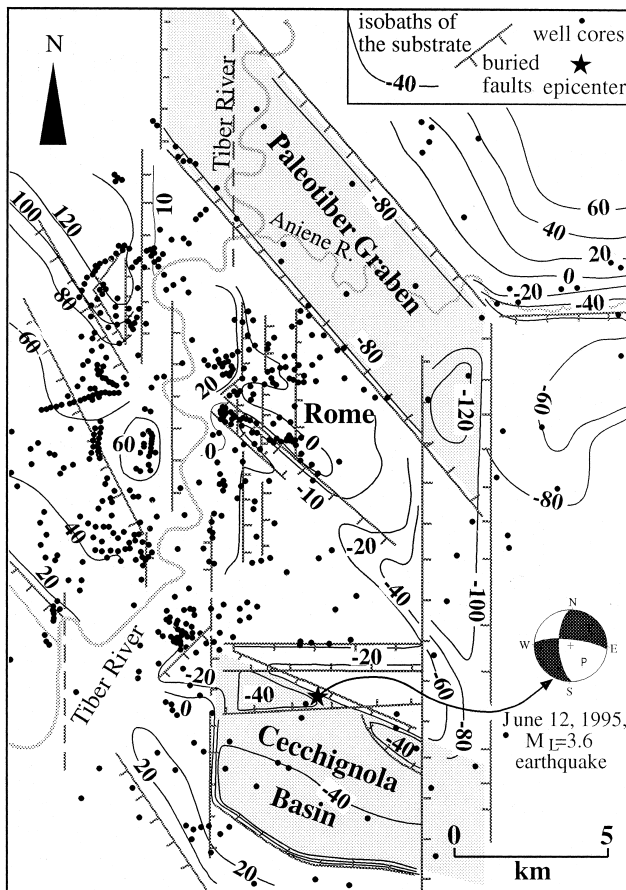 isobaths of
the substrate
-40
buried
faults
well cores
epicenter
N
Tiber River
Paleotiber Graben
Aniene R.
-80
-80
60
40
20
0
-20
-40
100
120
10
80
60
60
40
20
20
0
Rome
0
-10
-20
-40
-120
-60
-80
-100
Tiber River
-20
0
-20
-40
-60
-80
-40
Cecchignola
Basin
-40
20
20
N
W
E
S
P
June 12, 1995,
ML=3.6
earthquake
0
5
km